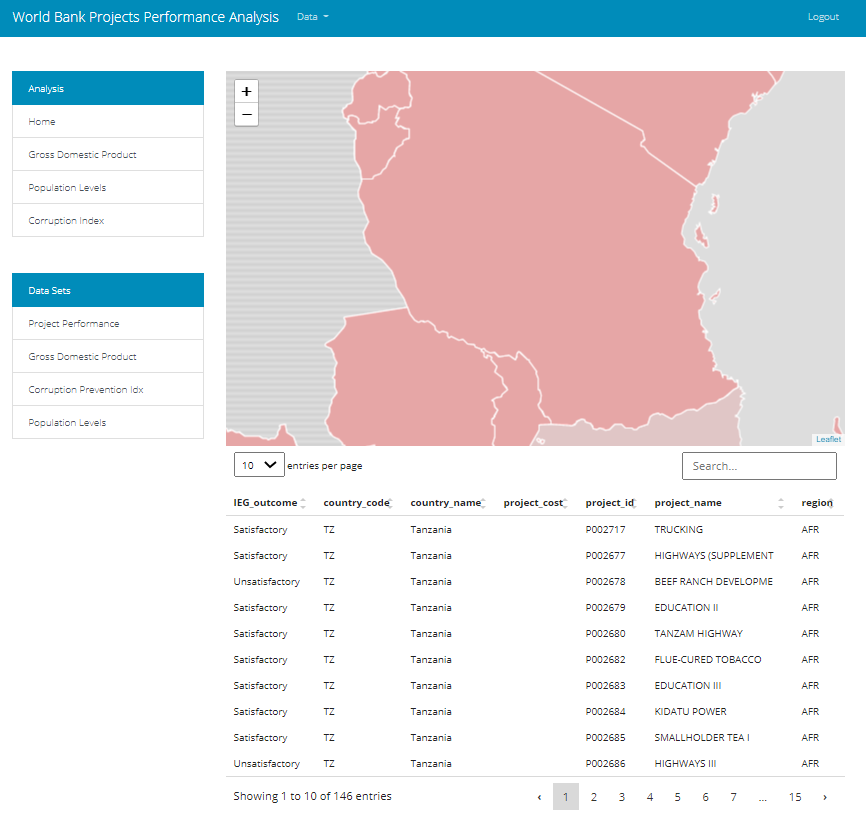 World Bank Projects Performance Analysis Data Logout
Analysis
Home
Gross Domestic Product
Population Levels
Corruption Index
Data Sets
Project Performance
Gross Domestic Product
Corruption Prevention Idx
Population Levels
+
−
Leaflet
10 entries per page Search...
IEG_outcome country_code country_name project_cost project_id project_name region
Satisfactory TZ Tanzania P002717 TRUCKING AFR
Satisfactory TZ Tanzania P002677 HIGHWAYS (SUPPLEMENT AFR
Unsatisfactory TZ Tanzania P002678 BEEF RANCH DEVELOPME AFR
Satisfactory TZ Tanzania P002679 EDUCATION II AFR
Satisfactory TZ Tanzania P002680 TANZAM HIGHWAY AFR
Satisfactory TZ Tanzania P002682 FLUE-CURED TOBACCO AFR
Satisfactory TZ Tanzania P002683 EDUCATION III AFR
Satisfactory TZ Tanzania P002684 KIDATU POWER AFR
Satisfactory TZ Tanzania P002685 SMALLHOLDER TEA I AFR
Unsatisfactory TZ Tanzania P002686 HIGHWAYS III AFR
Showing 1 to 10 of 146 entries ‹ 1 2 3 4 5 6 7 ... 15 ›